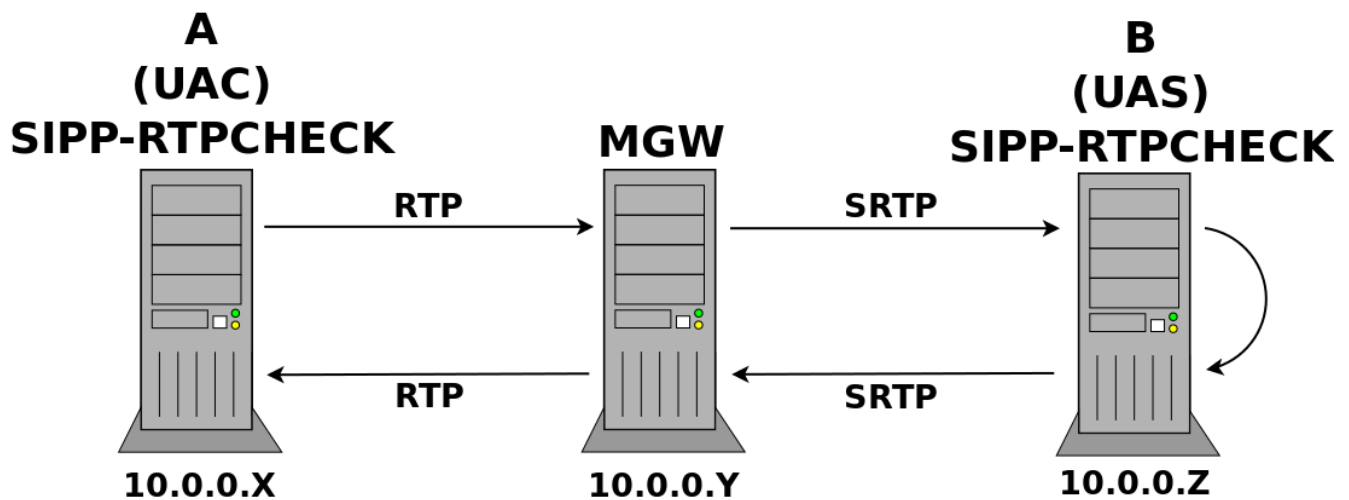 A
(UAC)
SIPP-RTPCHECK
MGW
B
(UAS)
SIPP-RTPCHECK
RTP
SRTP
RTP
SRTP
10.0.0.X
10.0.0.Y
10.0.0.Z